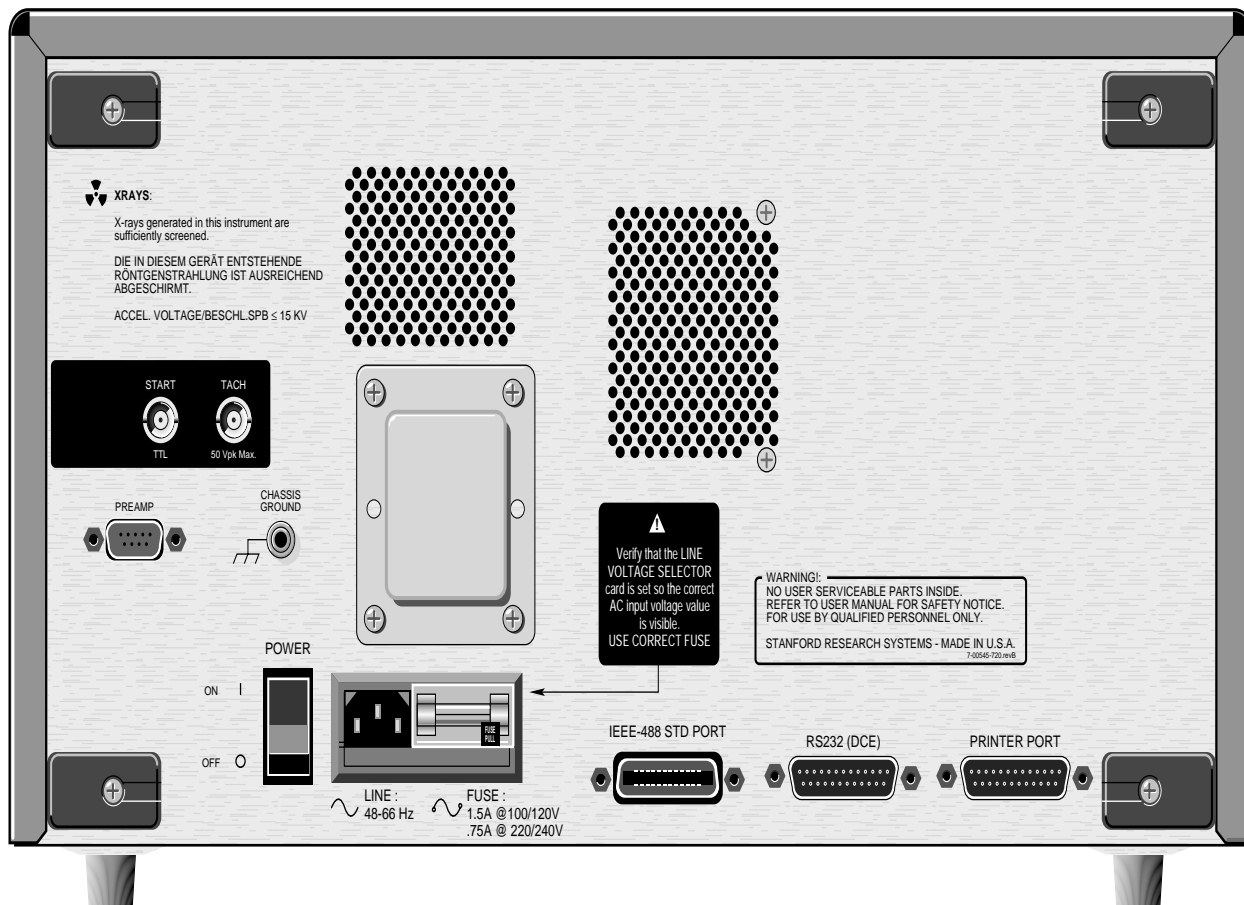 XRAYS:
X-rays generated in this instrument are
sufficiently screened.
DIE IN DIESEM GERÄT ENTSTEHENDE
RÖNTGENSTRAHLUNG IST AUSREICHEND
ABGESCHIRMT.
ACCEL. VOLTAGE/BESCHL.SPB ≤ 15 KV
START
TACH
TTL
50 Vpk Max.
PREAMP
CHASSIS
GROUND
Verify that the LINE
VOLTAGE SELECTOR
card is set so the correct
AC input voltage value
is visible.
USE CORRECT FUSE
WARNING!:
NO USER SERVICEABLE PARTS INSIDE.
REFER TO USER MANUAL FOR SAFETY NOTICE.
FOR USE BY QUALIFIED PERSONNEL ONLY.
STANFORD RESEARCH SYSTEMS - MADE IN U.S.A.
7-00545-720.revB
POWER
ON I
OFF O
FUSE
PULL
LINE :
48-66 Hz
FUSE :
1.5A @100/120V
.75A @ 220/240V
IEEE-488 STD PORT
RS232 (DCE)
PRINTER PORT